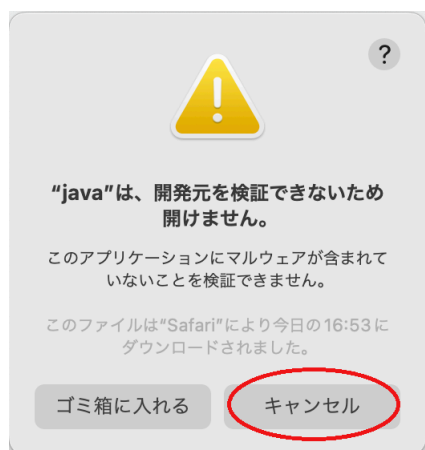 ?
“java”は、開発元を検証できないため
開けません。
このアプリケーションにマルウェアが含まれて
いないことを検証できません。
このファイルは“Safari”により今日の16:53に
ダウンロードされました。
ゴミ箱に入れる
キャンセル